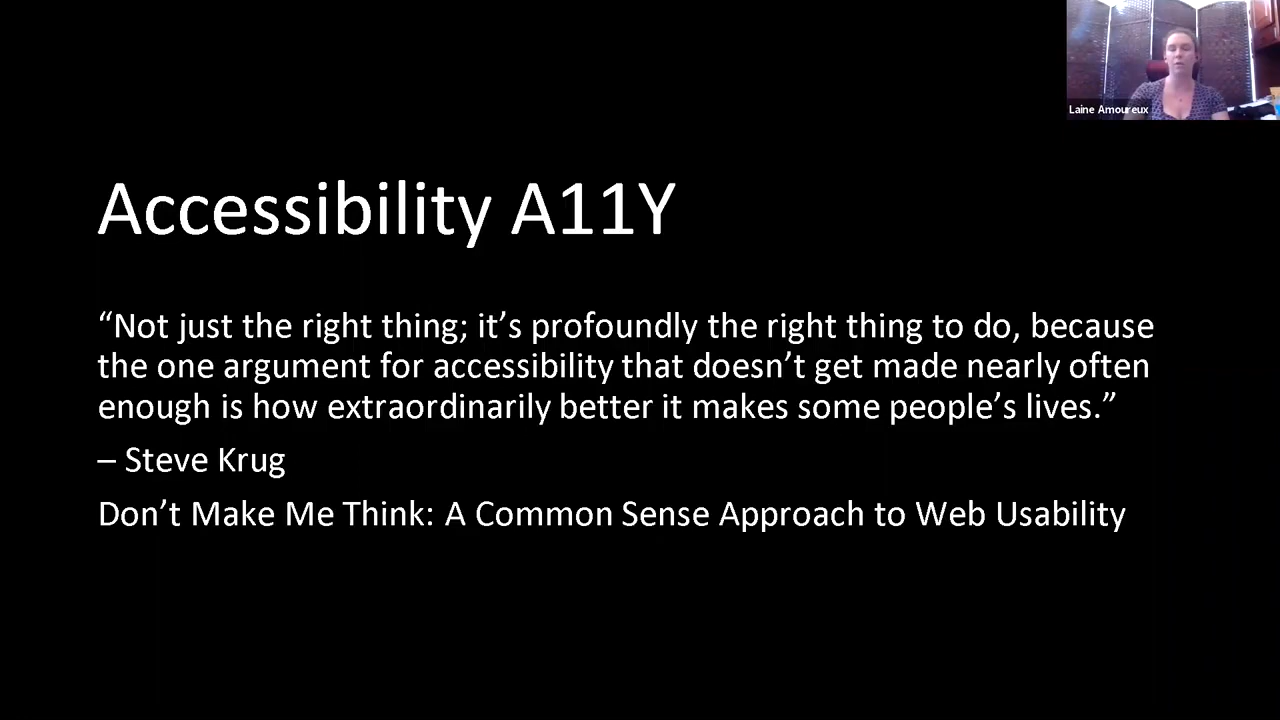 Laine Amoureux
Accessibility A11Y
“Not just the right thing; it’s profoundly the right thing to do, because
the one argument for accessibility that doesn’t get made nearly often
enough is how extraordinarily better it makes some people’s lives.”
– Steve Krug
Don’t Make Me Think: A Common Sense Approach to Web Usability